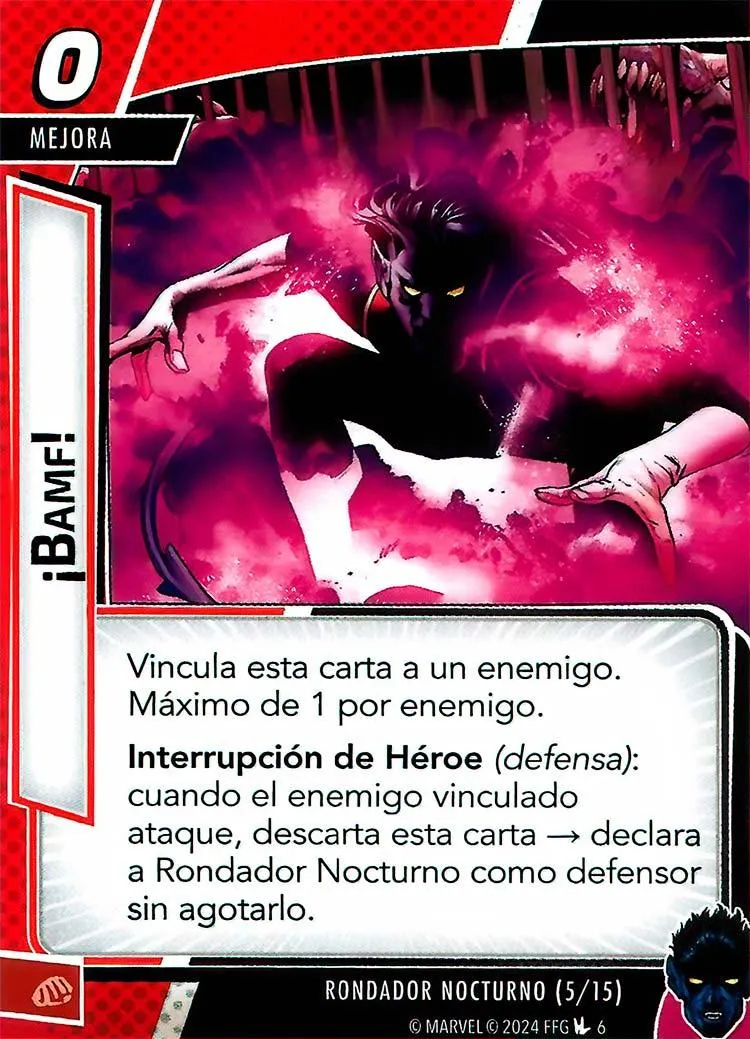 0
MEJORA
¡BAMF!
Vincula esta carta a un enemigo.
Máximo de 1 por enemigo.
Interrupción de Héroe (defensa):
cuando el enemigo vinculado
ataque, descarta esta carta → declara
a Rondador Nocturno como defensor
sin agotarlo.
RONDADOR NOCTURNO (5/15)
© MARVEL © 2024 FFG 6